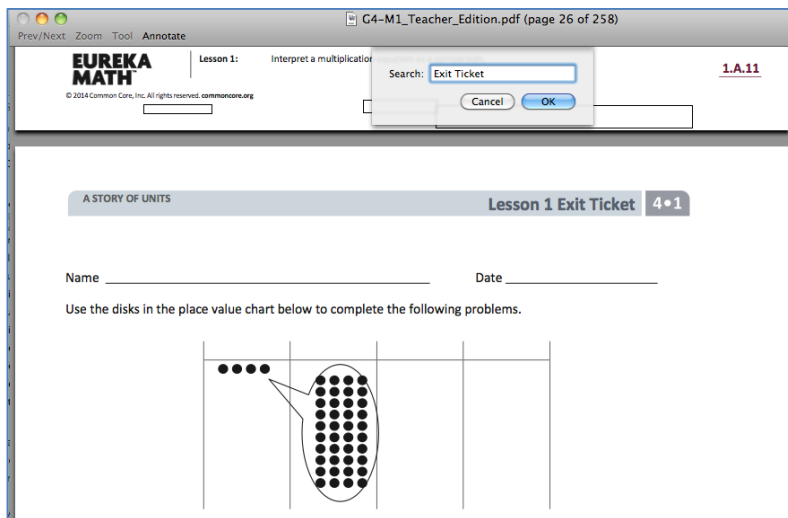 G4-M1_Teacher_Edition.pdf (page 26 of 258)
Prev/Next Zoom Tool Annotate
EUREKA
MATH™
Lesson 1:
Interpret a multiplication
1.A.11
© 2014 Common Core, Inc. All rights reserved. commoncore.org
Search: Exit Ticket
Cancel OK
A STORY OF UNITS
Lesson 1 Exit Ticket 4•1
Name
Date
Use the disks in the place value chart below to complete the following problems.